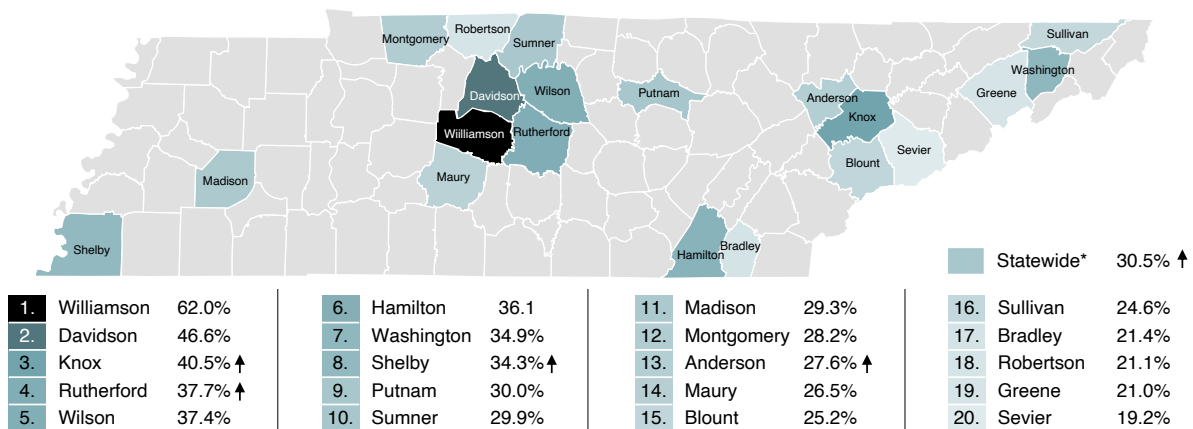 Robertson
Montgomery
Sumner
Sullivan
Washington
Davidson
Wilson
Putnam
Anderson
Greene
Knox
Wiilliamson
Rutherford
Sevier
Blount
Madison
Maury
Shelby
Hamilton
Bradley
Statewide* 30.5%
1. Williamson 62.0%
2. Davidson 46.6%
3. Knox 40.5%
4. Rutherford 37.7%
5. Wilson 37.4%
6. Hamilton 36.1
7. Washington 34.9%
8. Shelby 34.3%
9. Putnam 30.0%
10. Sumner 29.9%
11. Madison 29.3%
12. Montgomery 28.2%
13. Anderson 27.6%
14. Maury 26.5%
15. Blount 25.2%
16. Sullivan 24.6%
17. Bradley 21.4%
18. Robertson 21.1%
19. Greene 21.0%
20. Sevier 19.2%